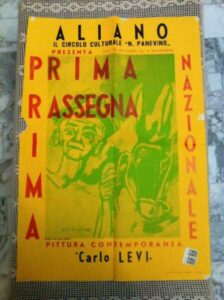 ALIANO
IL CIRCOLO CULTURALE "N. PANEVINO"
PRESENTA
PRIMA
RASSEGNA
PRIMA
NAZIONALE
PITTURA CONTEMPORANEA
"Carlo LEVI"